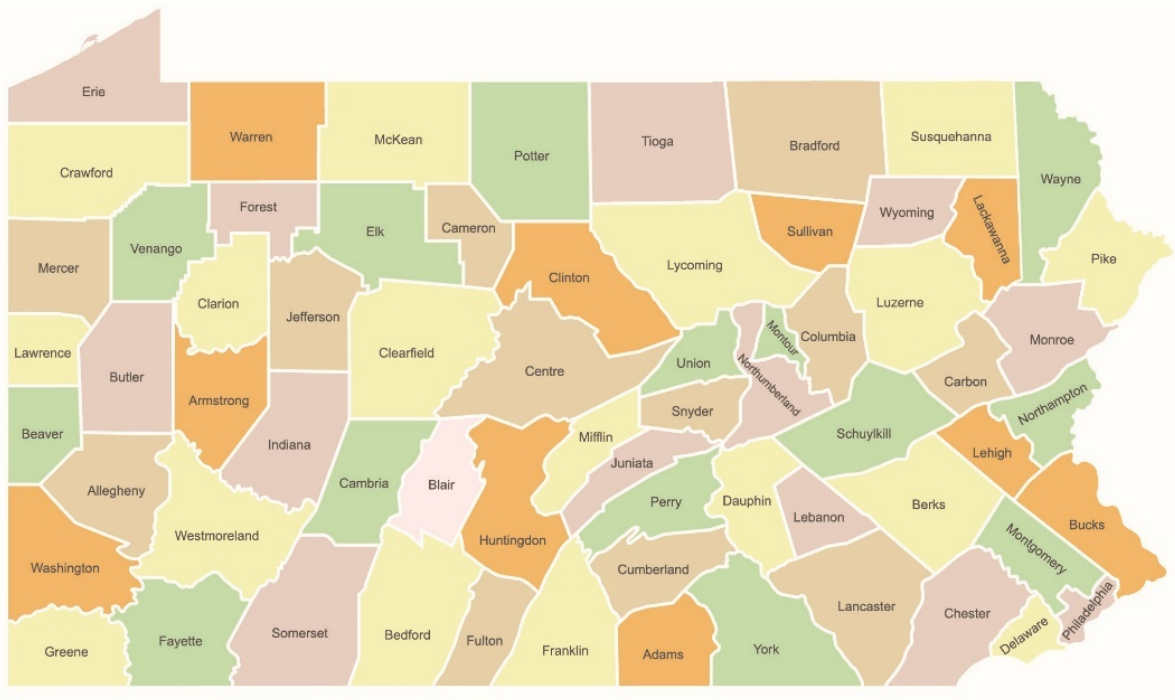 Erie
Warren
McKean
Potter
Tioga
Bradford
Susquehanna
Wayne
Crawford
Forest
Elk
Cameron
Sullivan
Wyoming
Lackawanna
Pike
Venango
Mercer
Clarion
Jefferson
Clinton
Lycoming
Luzerne
Columbia
Montour
Monroe
Lawrence
Butler
Clearfield
Centre
Union
Northumberland
Carbon
Armstrong
Snyder
Northampton
Beaver
Indiana
Mifflin
Schuylkill
Lehigh
Allegheny
Cambria
Blair
Juniata
Perry
Dauphin
Lebanon
Berks
Bucks
Westmoreland
Huntingdon
Montgomery
Washington
Cumberland
Lancaster
Chester
Philadelphia
Greene
Fayette
Somerset
Bedford
Fulton
Franklin
Adams
York
Delaware